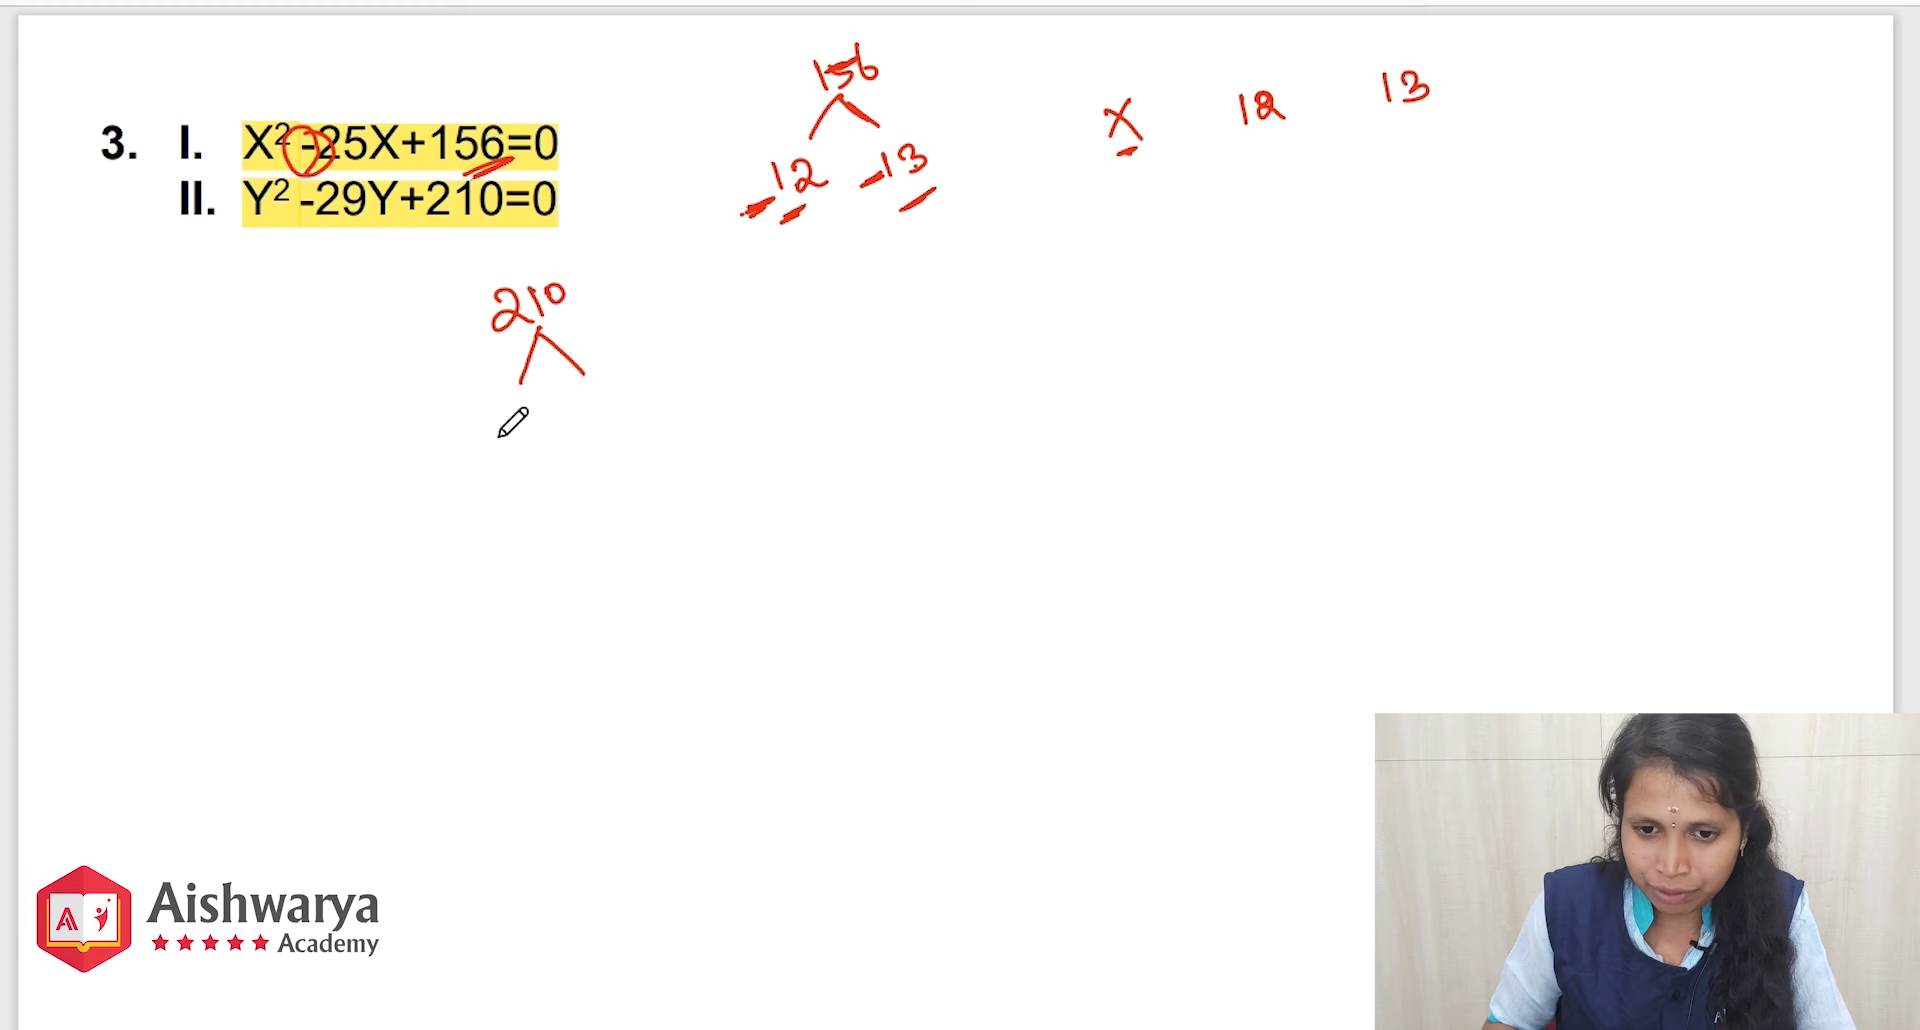 3. I. X² -25X+156=0
II. Y² -29Y+210=0
156
-12 -13
X 12 13
210
Aishwarya
Academy